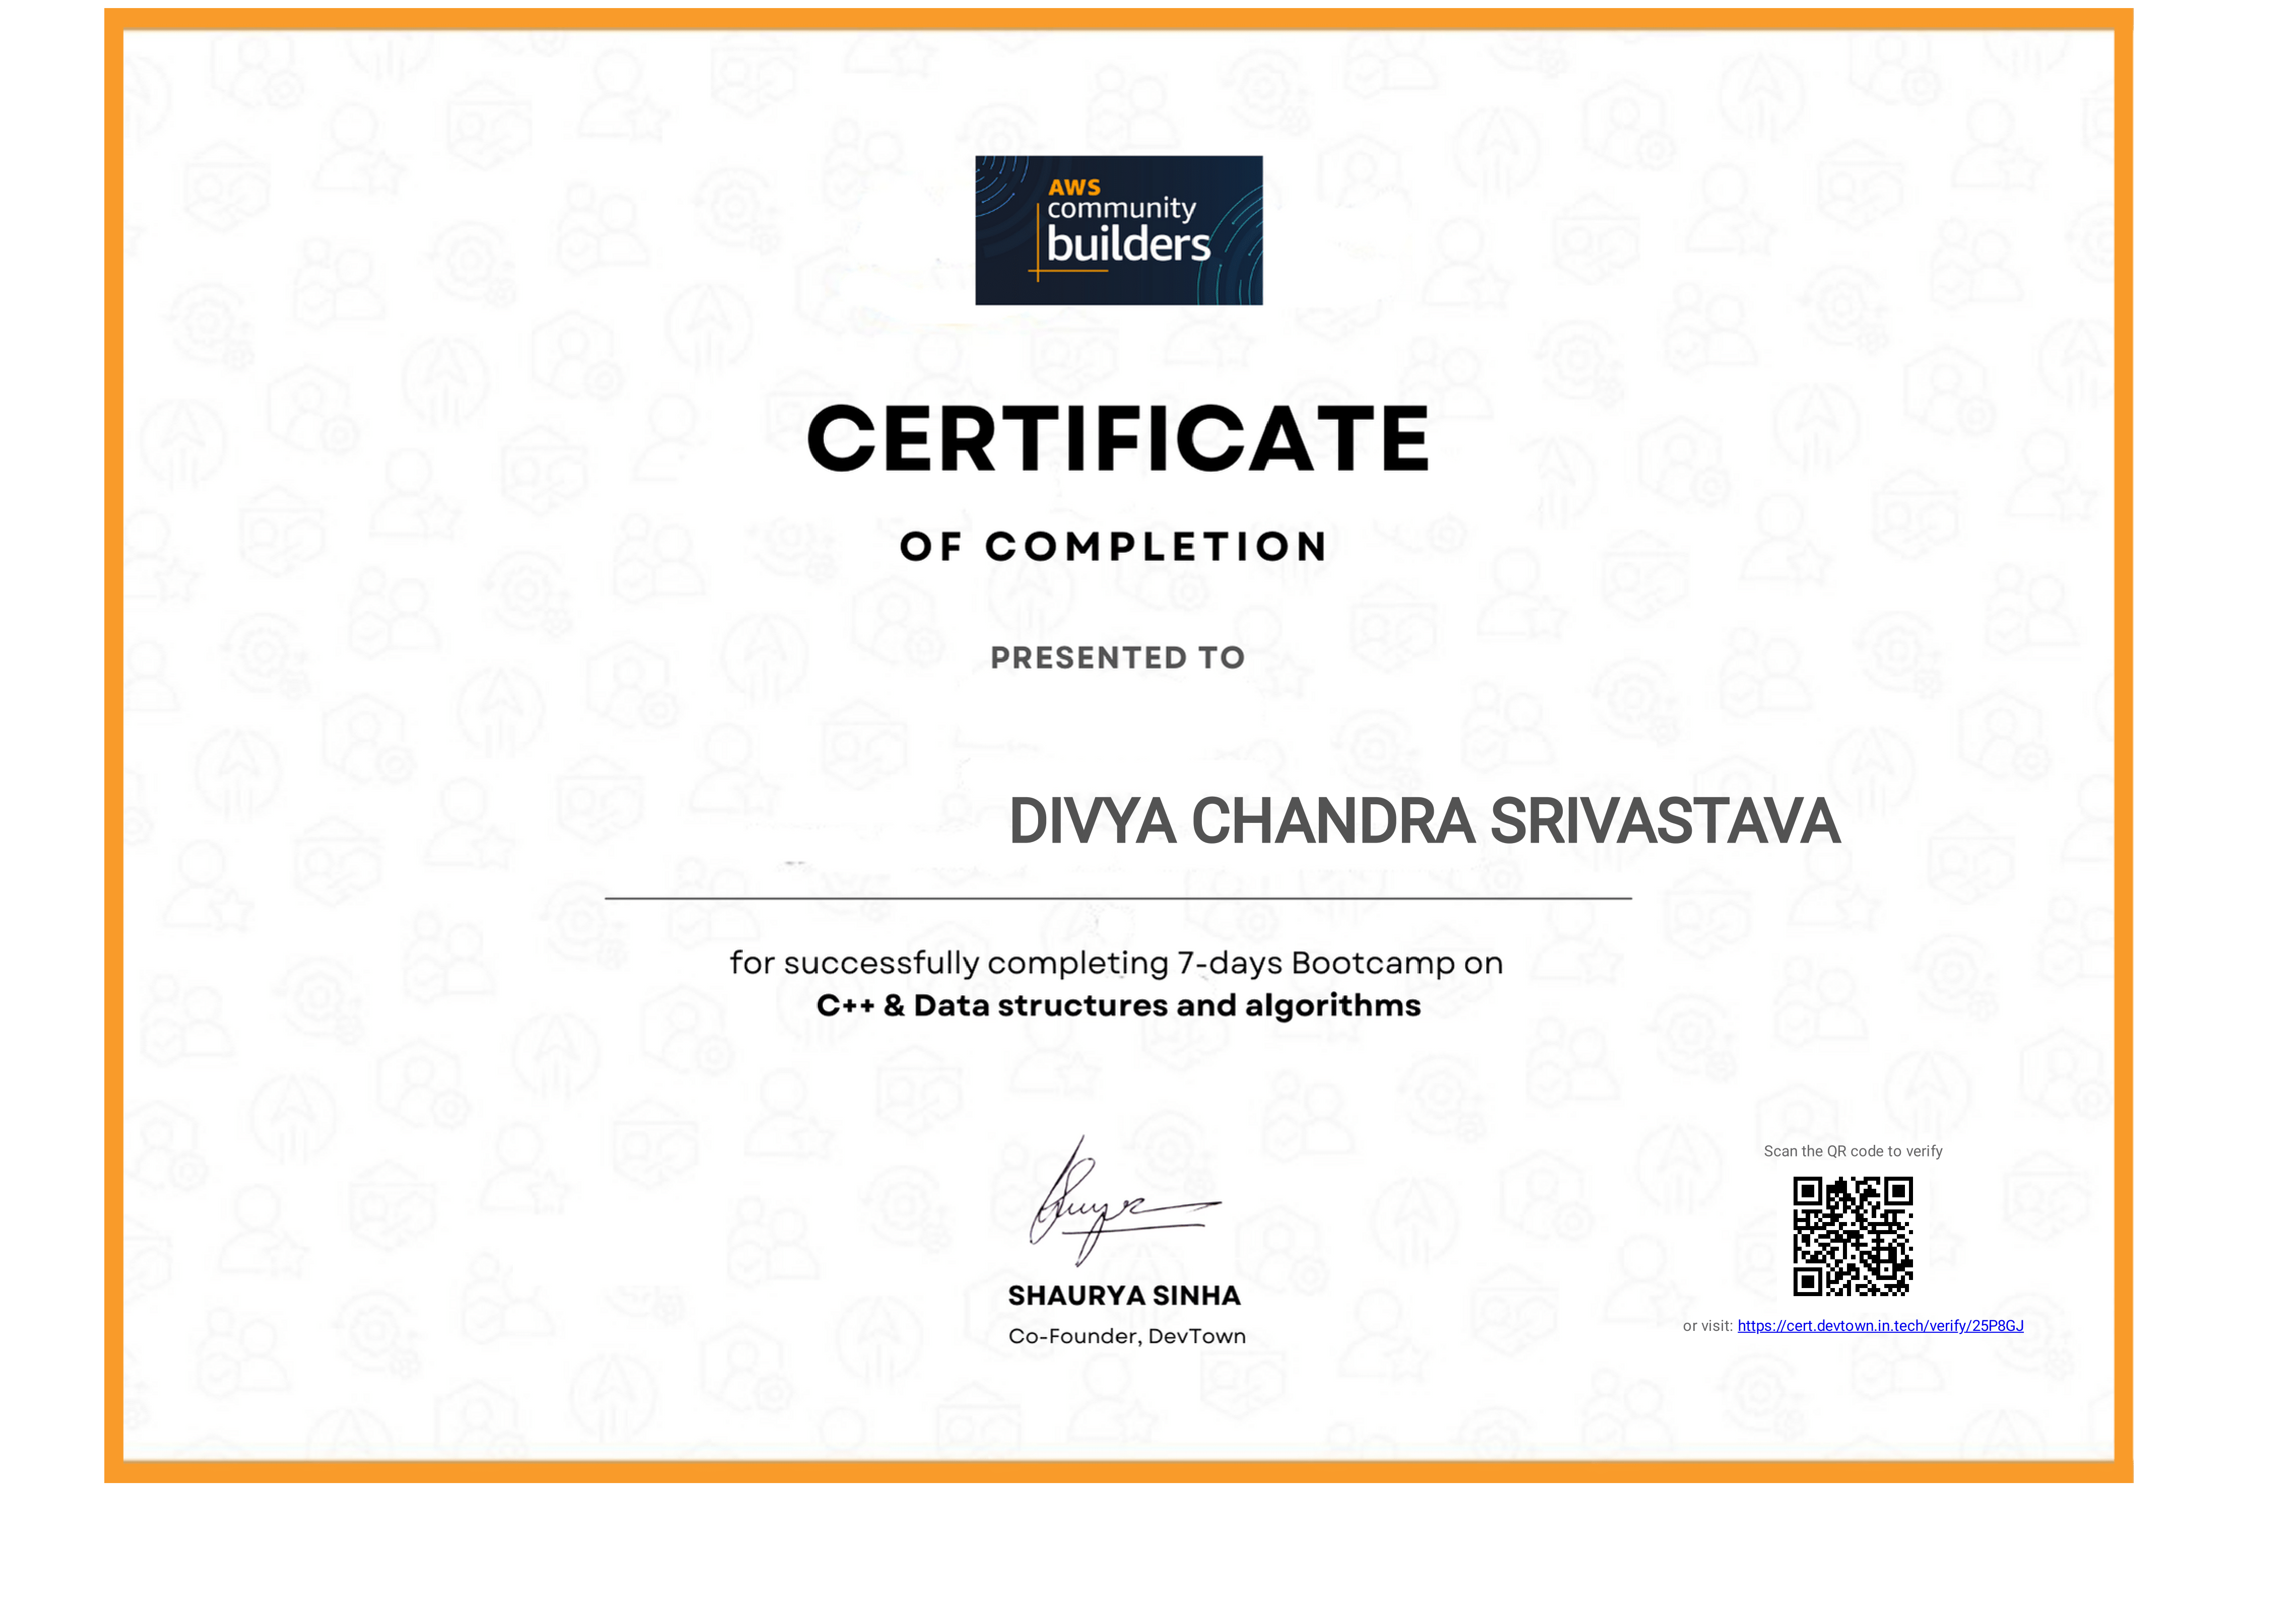 AWS
community
builders
CERTIFICATE
OF COMPLETION
PRESENTED TO
DIVYA CHANDRA SRIVASTAVA
for successfully completing 7-days Bootcamp on
C++ & Data structures and algorithms
SHAURYA SINHA
Co-Founder, DevTown
Scan the QR code to verify
or visit: https://cert.devtown.in.tech/verify/25P8GJ